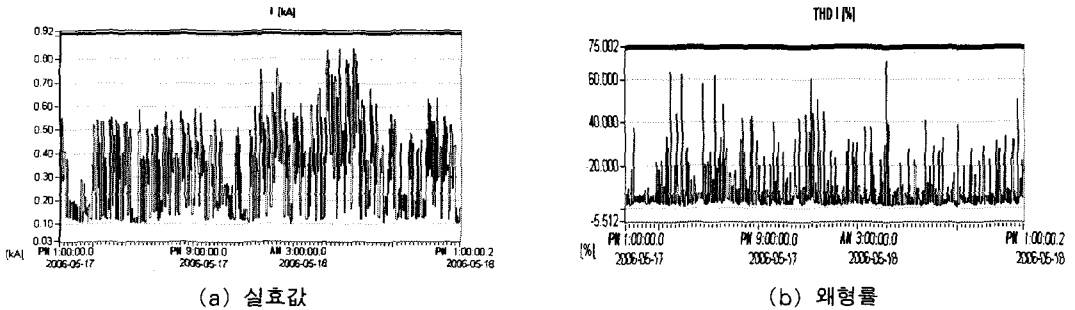 I [kA]
0.92
0.80
0.70
0.60
0.50
0.40
0.30
0.20
0.10
0.03
[kA]
PM 1:00:00.0
2006-05-17
PM 9:00:00.0
2006-05-17
AM 3:00:00.0
2006-05-18
PM 1:00:00.2
2006-05-18
(a) 실효값
THD I [%]
75.002
60.000
40.000
20.000
-5.512
[%]
PM 1:00:00.0
2006-05-17
PM 9:00:00.0
2006-05-17
AM 3:00:00.0
2006-05-18
PM 1:00:00.2
2006-05-18
(b) 왜형률